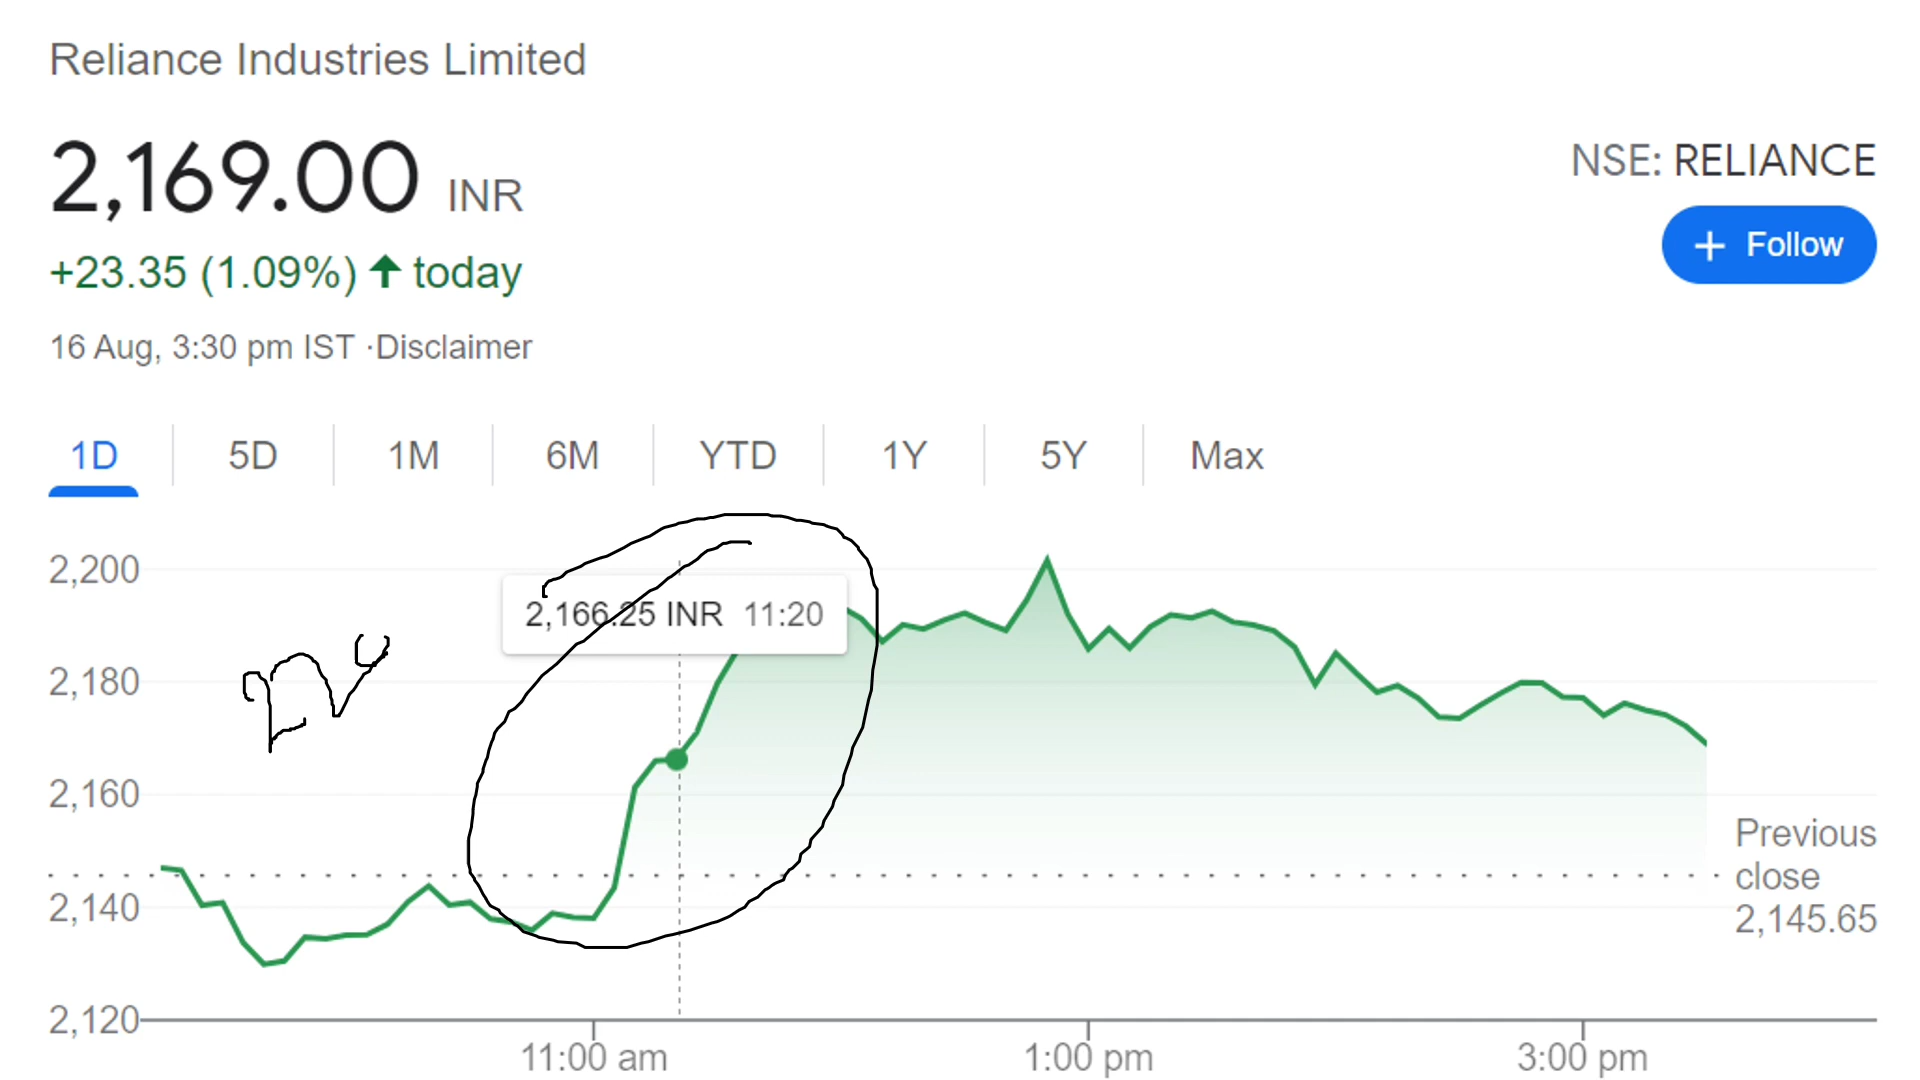 Reliance Industries Limited
2,169.00 INR
NSE: RELIANCE
+ Follow
+23.35 (1.09%) ↑ today
16 Aug, 3:30 pm IST ·Disclaimer
1D 5D 1M 6M YTD 1Y 5Y Max
2,200
2,166.25 INR 11:20
2,180
2,160
Previous
close
2,145.65
2,140
2,120
11:00 am 1:00 pm 3:00 pm